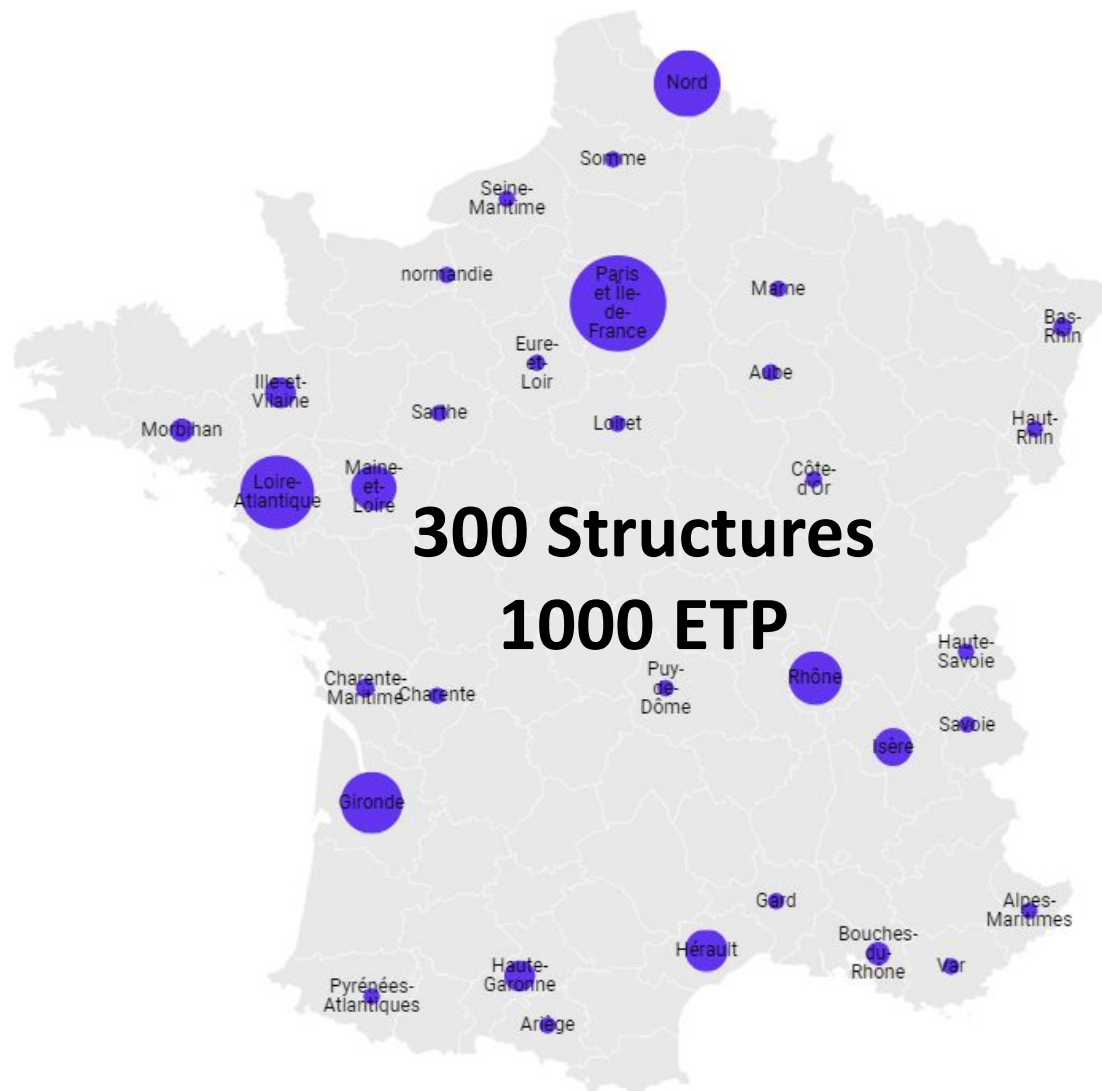 Nord
Somme
Seine-
Maritime
normandie
Paris
et Ile-
de-
France
Marne
Bas-
Rhin
Eure-
et-
Loir
Aube
Ille-et-
Vilaine
Sarthe
Loiret
Morbihan
Haut-
Rhin
Maine-
et-
Loire
Loire-
Atlantique
Côte-
d'Or
300 Structures
1000 ETP
Haute-
Savoie
Puy-
de-
Dôme
Rhône
Charente-
Maritime
Charente
Savoie
Isère
Gironde
Gard
Alpes-
Maritimes
Bouches-
du-
Rhône
Hérault
Var
Haute-
Garonne
Pyrénées-
Atlantiques
Ariège